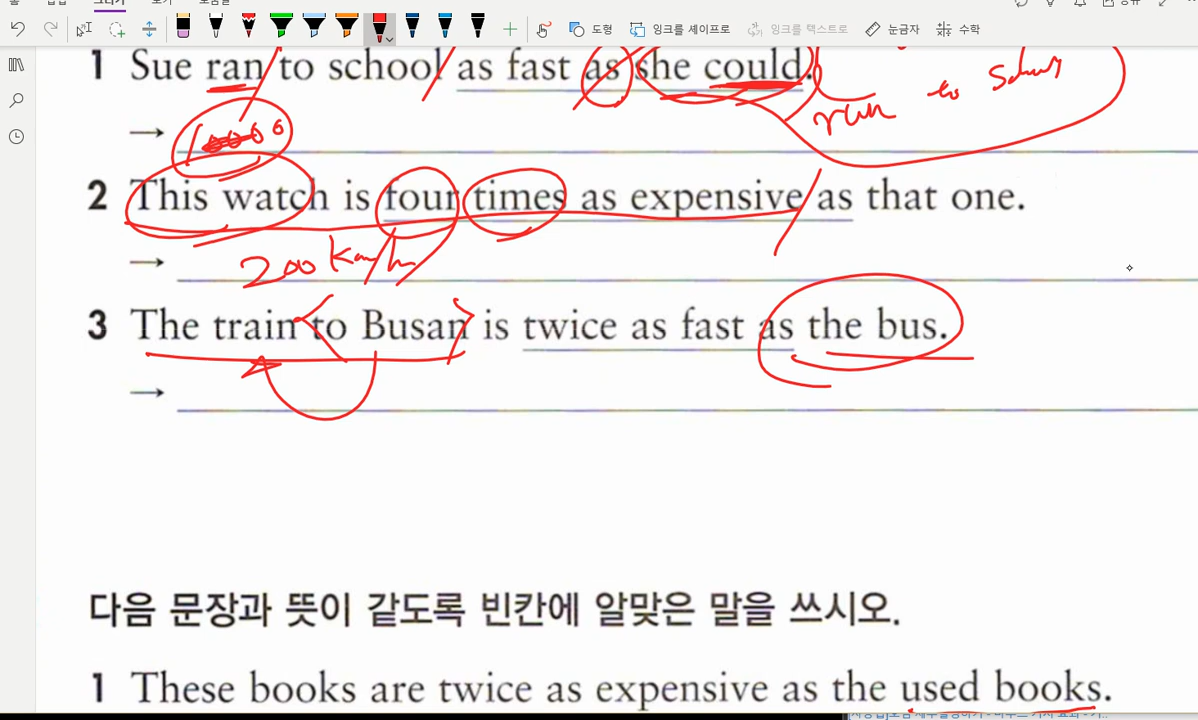 도형
잉크를 셰이프로
잉크를 텍스트로
눈금자
수학
1 Sue ran to school as fast as she could.
run to school
→
10000
2 This watch is four times as expensive as that one.
→
200 km/h
3 The train to Busan is twice as fast as the bus.
→
다음 문장과 뜻이 같도록 빈칸에 알맞은 말을 쓰시오.
1 These books are twice as expensive as the used books.